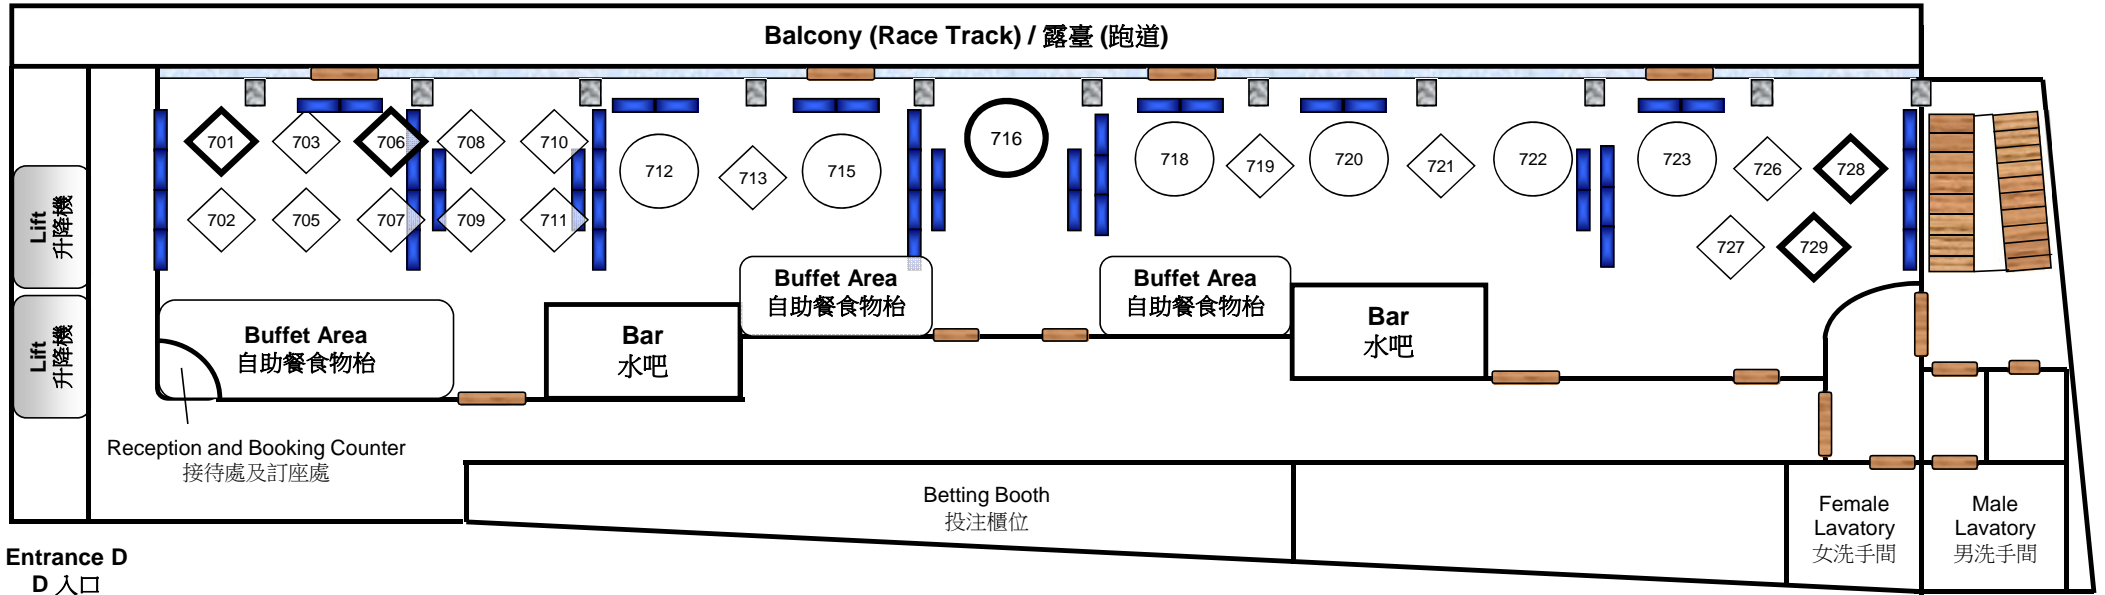 Balcony (Race Track) / 露臺 (跑道)
701
703
706
708
710
712
713
715
716
718
719
720
721
722
723
726
728
702
705
707
709
711
727
729
Lift
升降機
Lift
升降機
Buffet Area
自助餐食物枱
Bar
水吧
Buffet Area
自助餐食物枱
Buffet Area
自助餐食物枱
Bar
水吧
Reception and Booking Counter
接待處及訂座處
Betting Booth
投注櫃位
Female
Lavatory
女洗手間
Male
Lavatory
男洗手間
Entrance D
D 入口